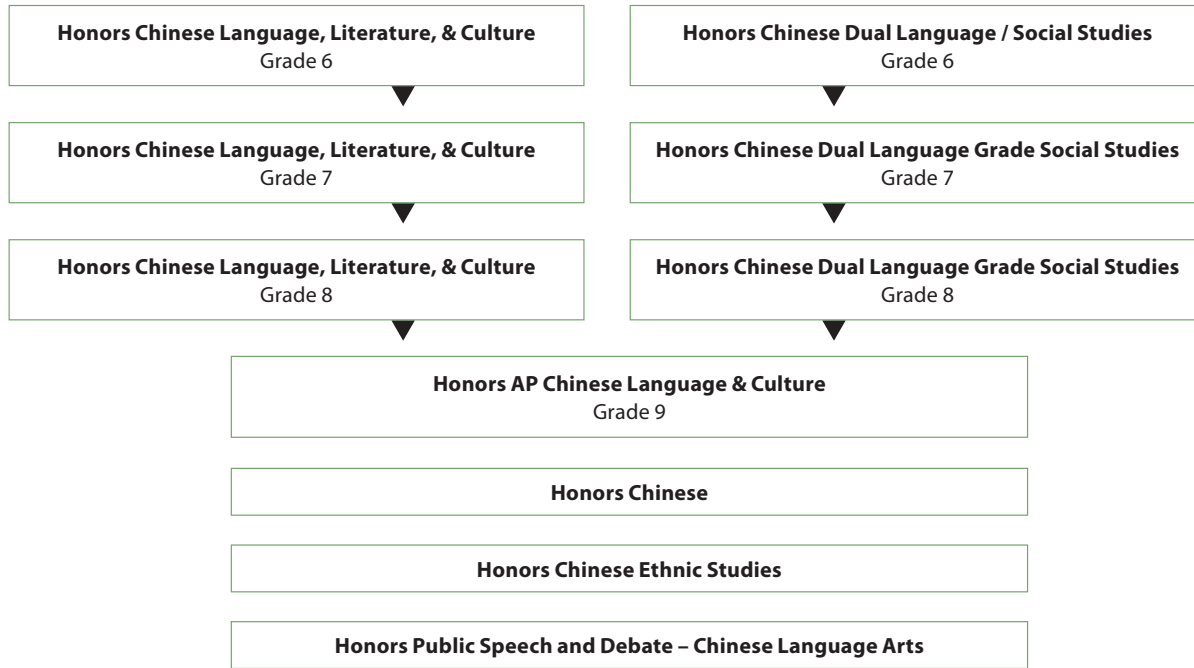 Honors Chinese Language, Literature, & Culture
Grade 6
Honors Chinese Dual Language / Social Studies
Grade 6
Honors Chinese Language, Literature, & Culture
Grade 7
Honors Chinese Dual Language Grade Social Studies
Grade 7
Honors Chinese Language, Literature, & Culture
Grade 8
Honors Chinese Dual Language Grade Social Studies
Grade 8
Honors AP Chinese Language & Culture
Grade 9
Honors Chinese
Honors Chinese Ethnic Studies
Honors Public Speech and Debate – Chinese Language Arts